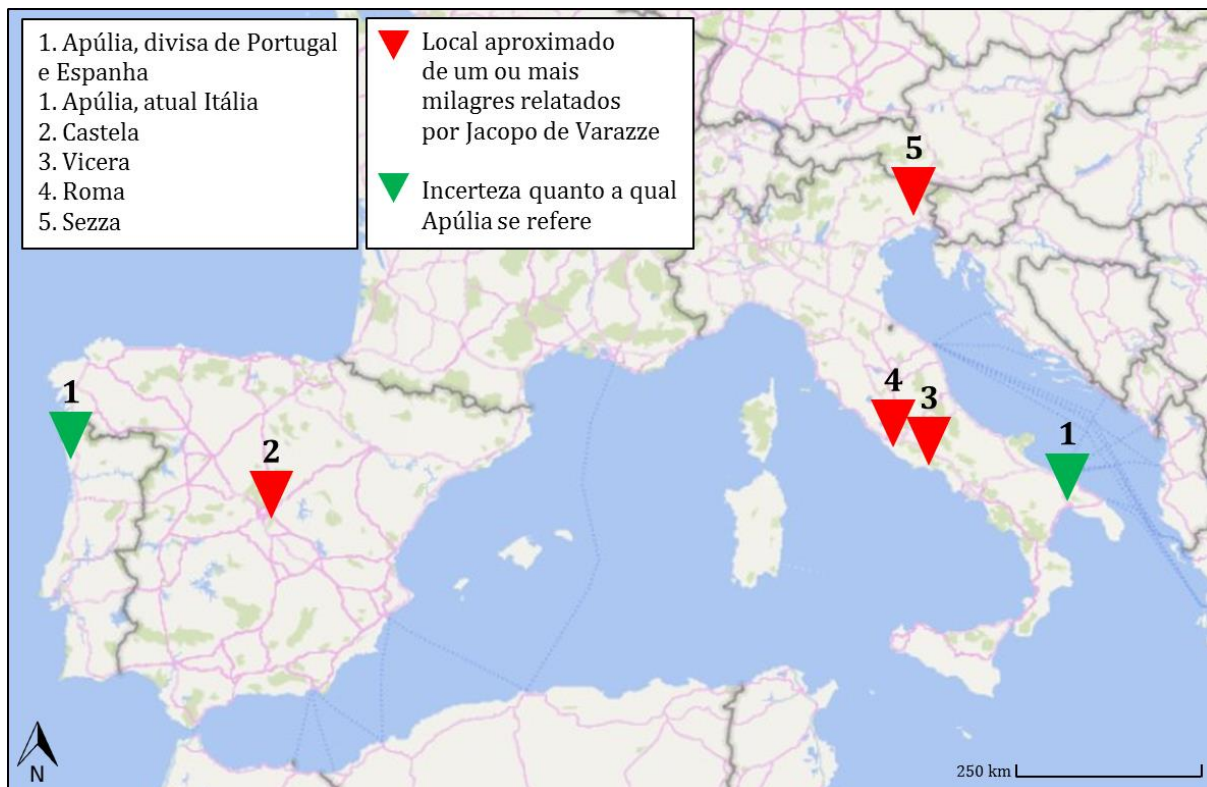 1. Apúlia, divisa de Portugal
e Espanha
1. Apúlia, atual Itália
2. Castela
3. Vicera
4. Roma
5. Sezza
Local aproximado
de um ou mais
milagres relatados
por Jacopo de Varazze
Incerteza quanto a qual
Apúlia se refere
5
1
2
4
3
1
N
250 km